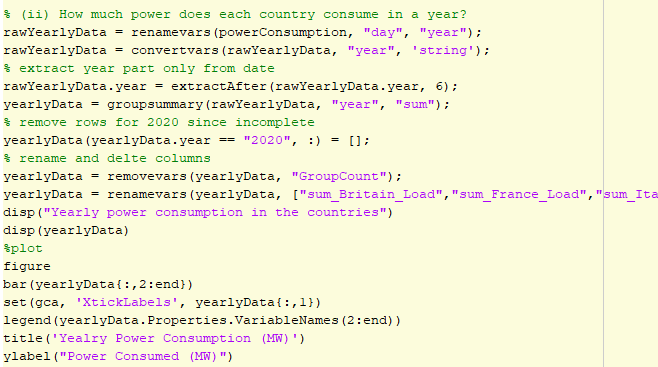 % (ii) How much power does each country consume in a year?
rawYearlyData = renamevars(powerConsumption, "day", "year");
rawYearlyData = convertvars(rawYearlyData, "year", 'string');
% extract year part only from date
rawYearlyData.year = extractAfter(rawYearlyData.year, 6);
yearlyData = groupsummary(rawYearlyData, "year", "sum");
% remove rows for 2020 since incomplete
yearlyData(yearlyData.year == "2020", :) = [];
% rename and delte columns
yearlyData = removevars(yearlyData, "GroupCount");
yearlyData = renamevars(yearlyData, ["sum_Britain_Load","sum_France_Load","sum_Ita
disp("Yearly power consumption in the countries")
disp(yearlyData)
%plot
figure
bar(yearlyData{:,2:end})
set(gca, 'XtickLabels', yearlyData{:,1})
legend(yearlyData.Properties.VariableNames(2:end))
title('Yealry Power Consumption (MW)')
ylabel("Power Consumed (MW)")